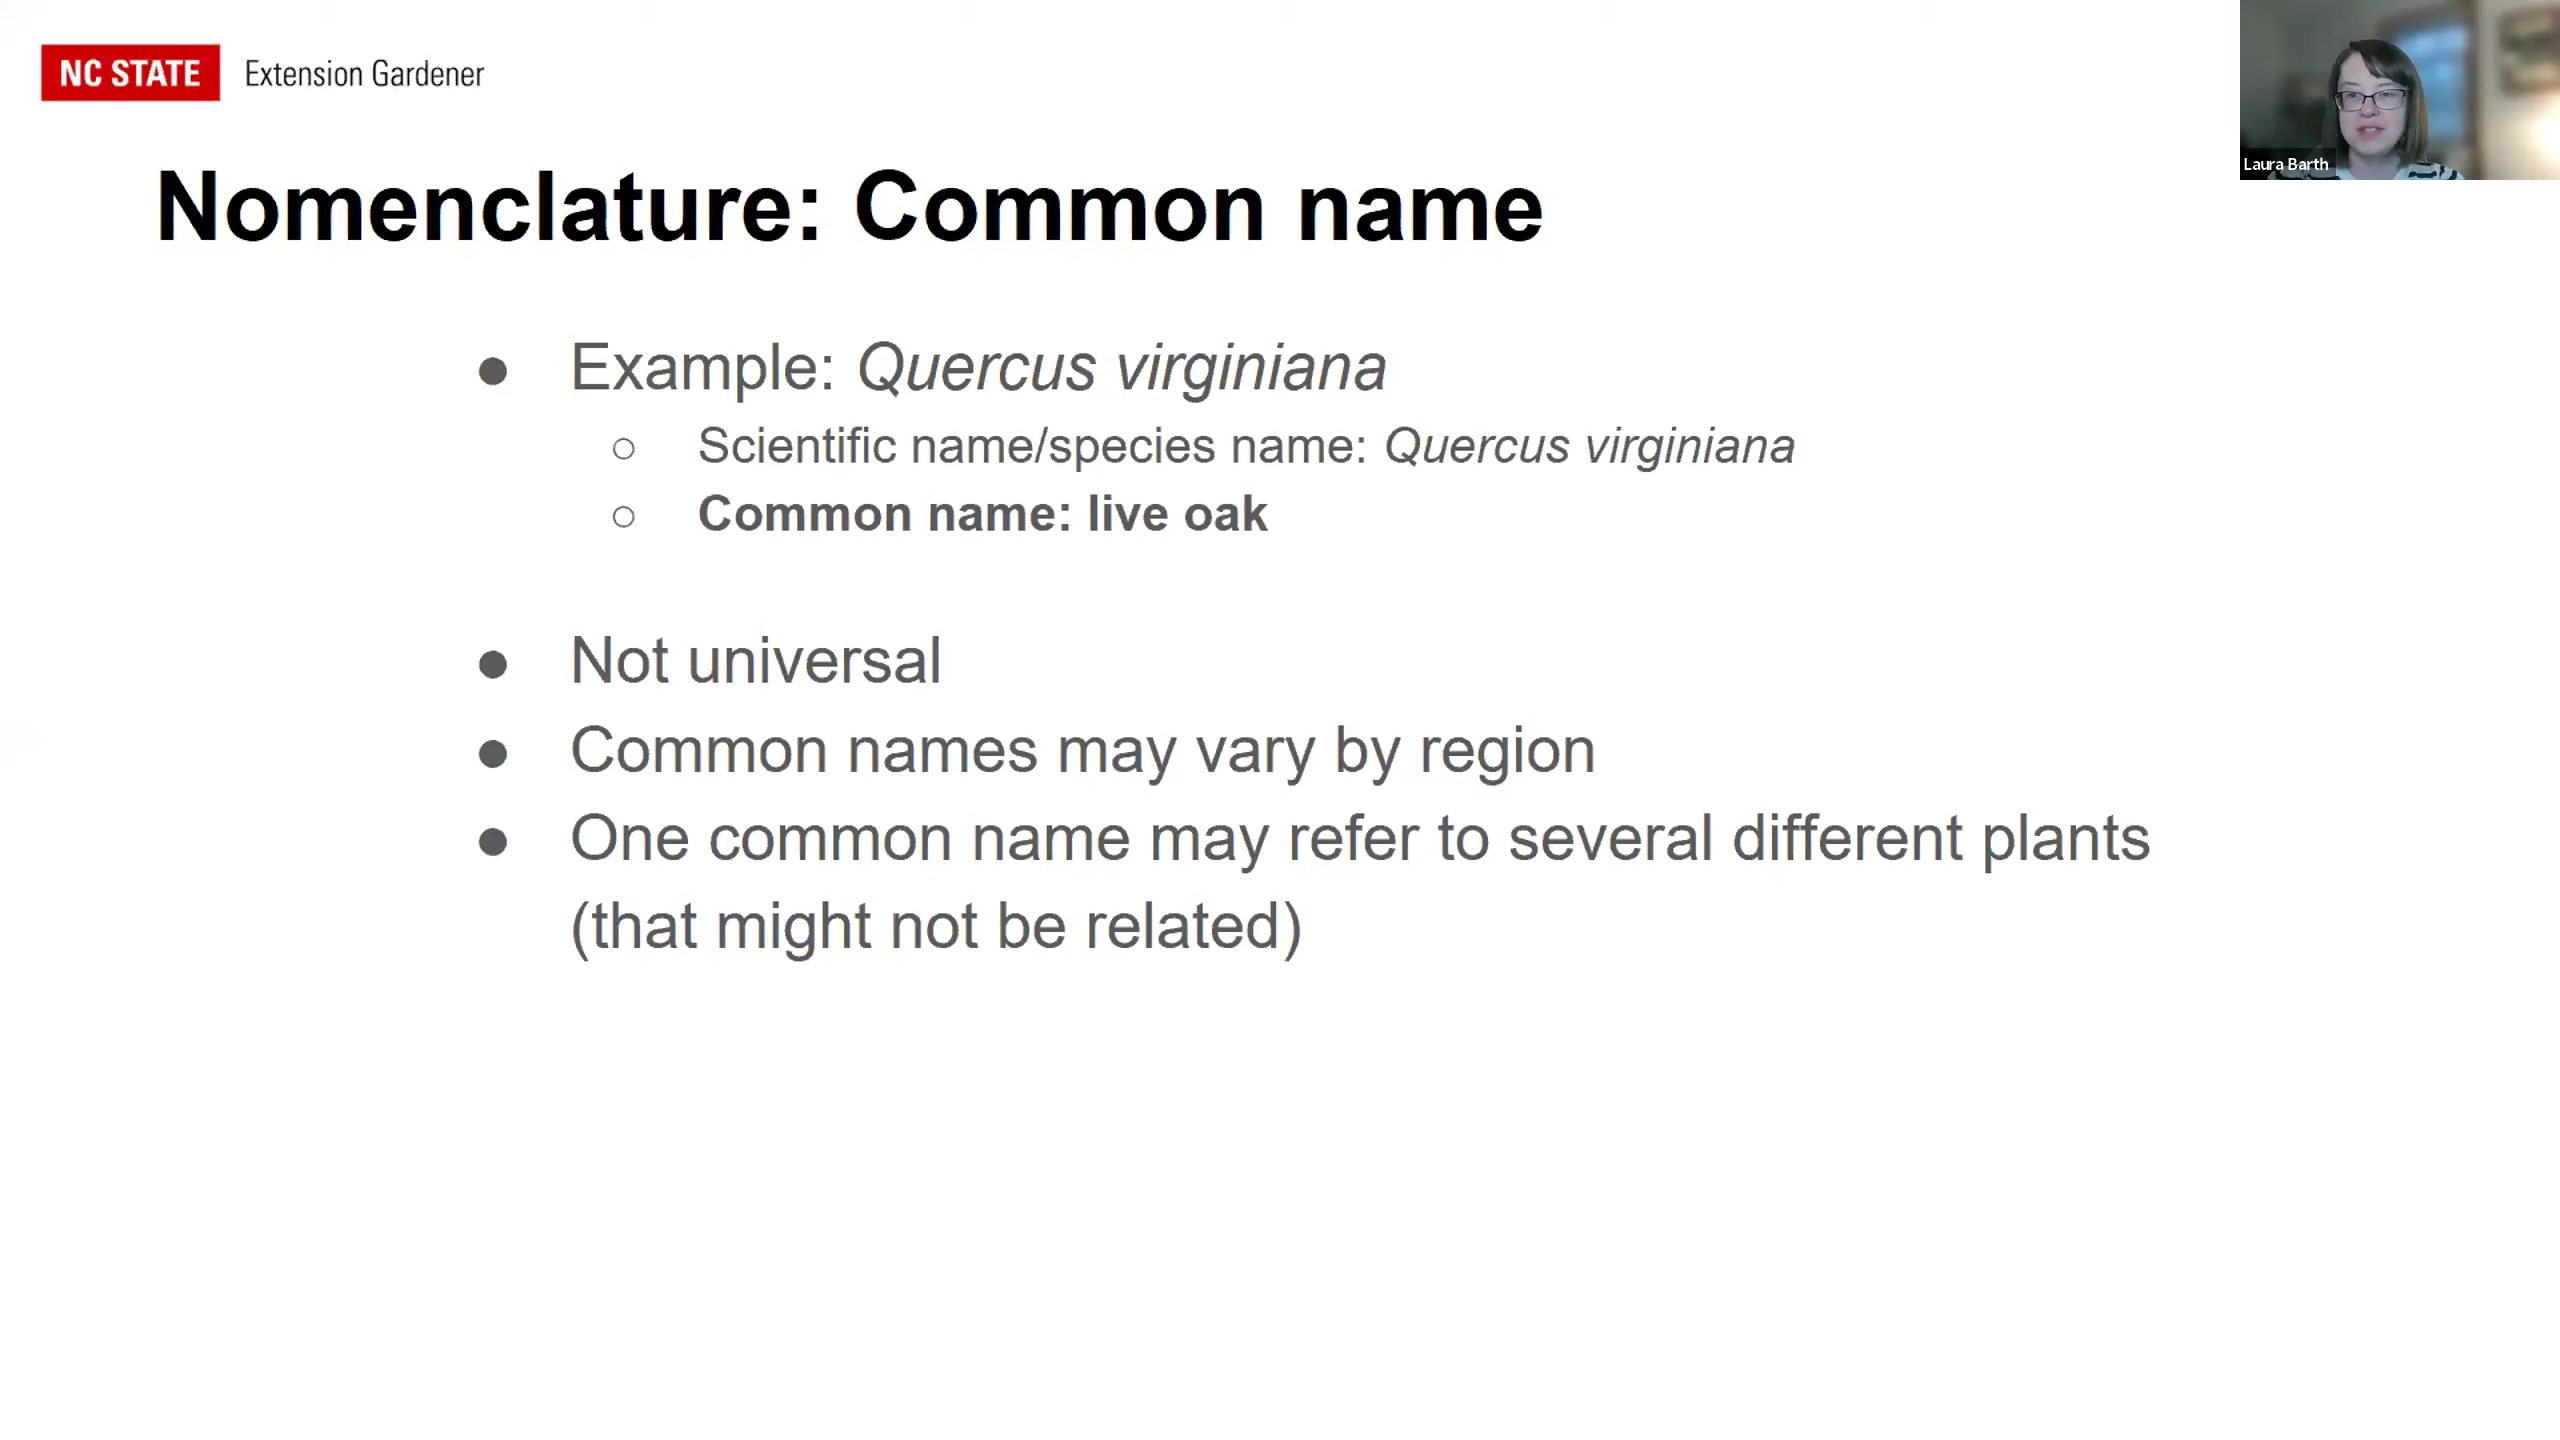 NC STATE Extension Gardener
Laura Barth
Nomenclature: Common name
● Example: Quercus virginiana
○ Scientific name/species name: Quercus virginiana
○ Common name: live oak
● Not universal
● Common names may vary by region
● One common name may refer to several different plants
(that might not be related)